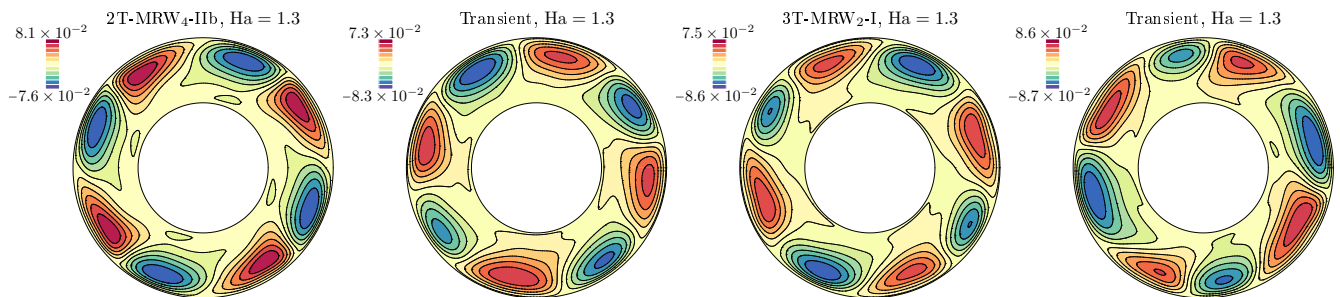 2T-MRW₄-IIb, Ha = 1.3
8.1 × 10⁻²
−7.6 × 10⁻²
Transient, Ha = 1.3
7.3 × 10⁻²
−8.3 × 10⁻²
3T-MRW₂-I, Ha = 1.3
7.5 × 10⁻²
−8.6 × 10⁻²
Transient, Ha = 1.3
8.6 × 10⁻²
−8.7 × 10⁻²